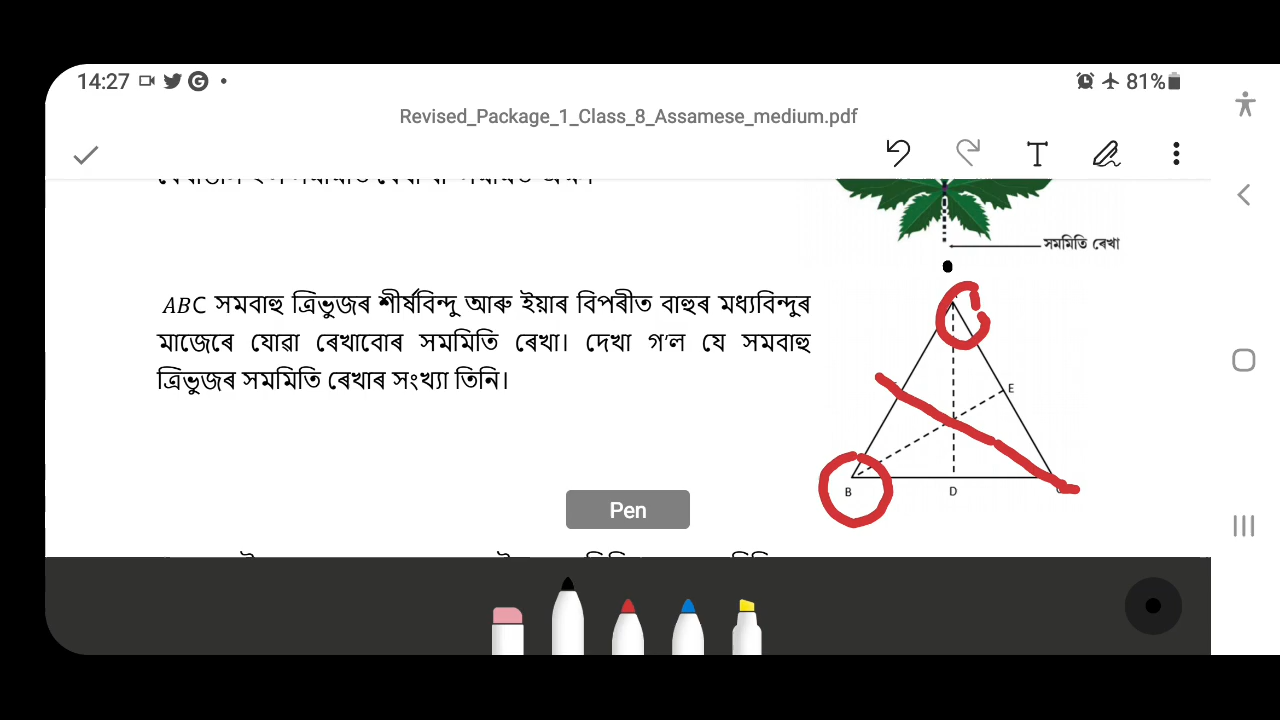 14:27
81%
Revised_Package_1_Class_8_Assamese_medium.pdf
T
সমমিতি ৰেখা
ABC সমবাহু ত্ৰিভুজৰ শীৰ্ষবিন্দু আৰু ইয়াৰ বিপৰীত বাহুৰ মধ্যবিন্দুৰ
মাজেৰে যোৱা ৰেখাবোৰ সমমিতি ৰেখা। দেখা গ'ল যে সমবাহু
ত্ৰিভুজৰ সমমিতি ৰেখাৰ সংখ্যা তিনি।
E
B D
Pen